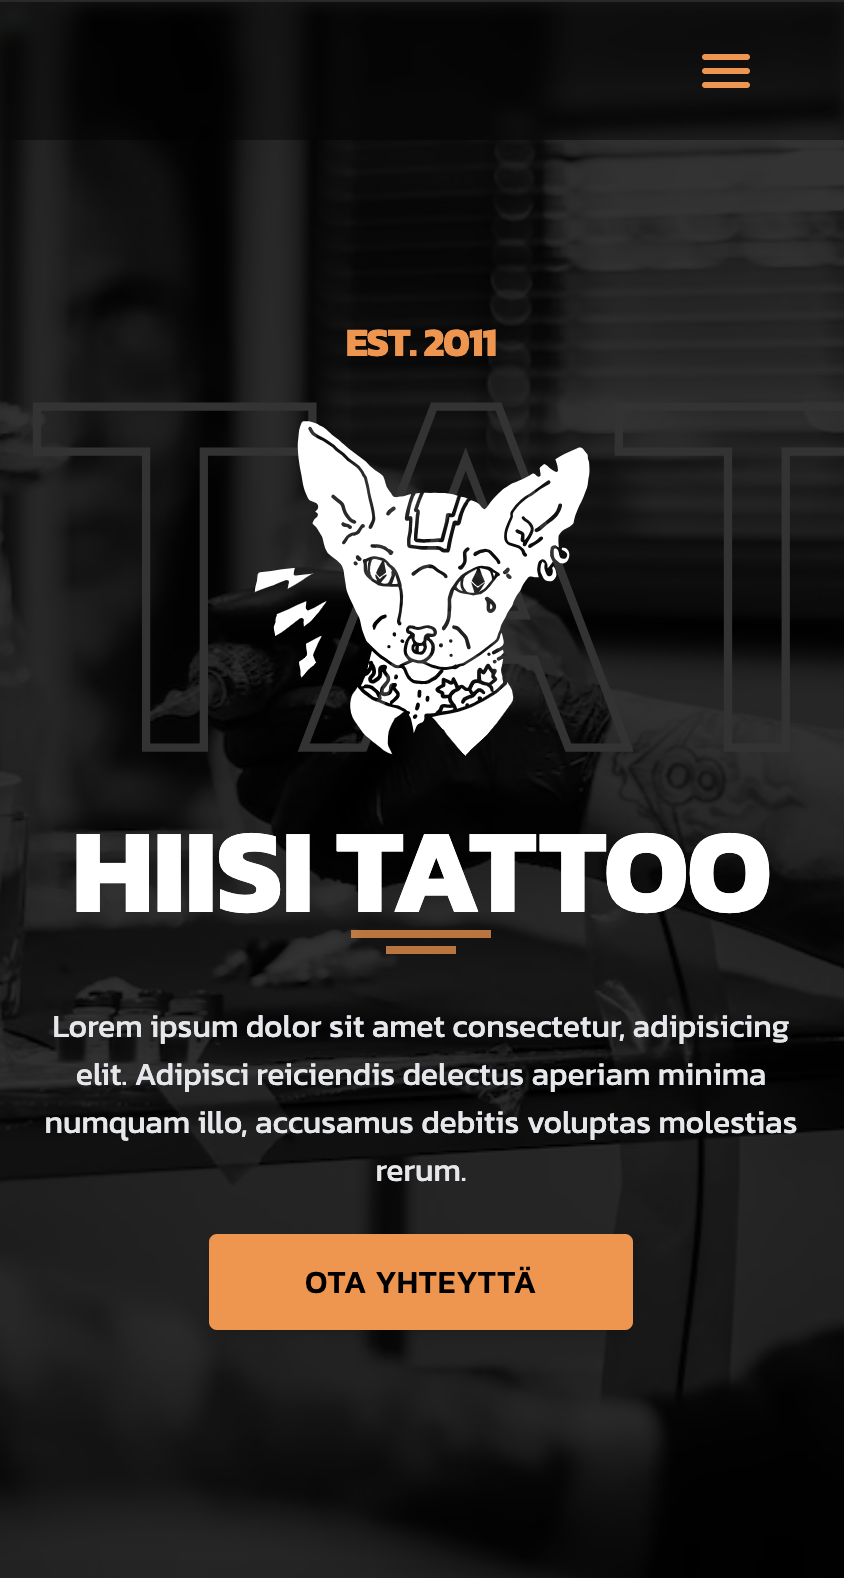 EST. 2011
TAT
HIISI TATTOO
Lorem ipsum dolor sit amet consectetur, adipisicing
elit. Adipisci reiciendis delectus aperiam minima
numquam illo, accusamus debitis voluptas molestias
rerum.
OTA YHTEYTTÄ